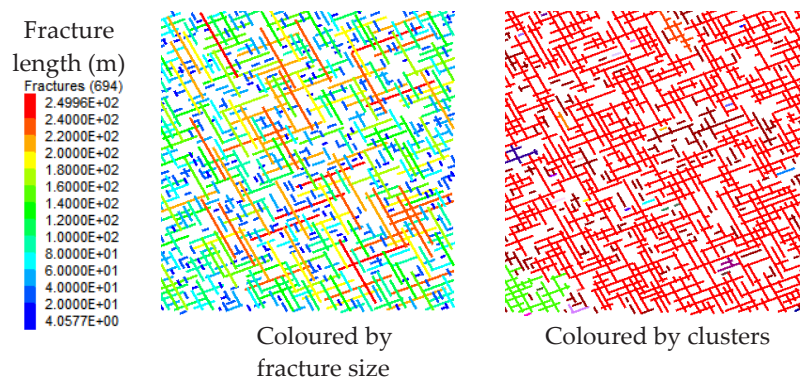 Fracture
length (m)
Fractures (694)
2.4996E+02
2.4000E+02
2.2000E+02
2.0000E+02
1.8000E+02
1.6000E+02
1.4000E+02
1.2000E+02
1.0000E+02
8.0000E+01
6.0000E+01
4.0000E+01
2.0000E+01
4.0577E+00
Coloured by
fracture size
Coloured by clusters